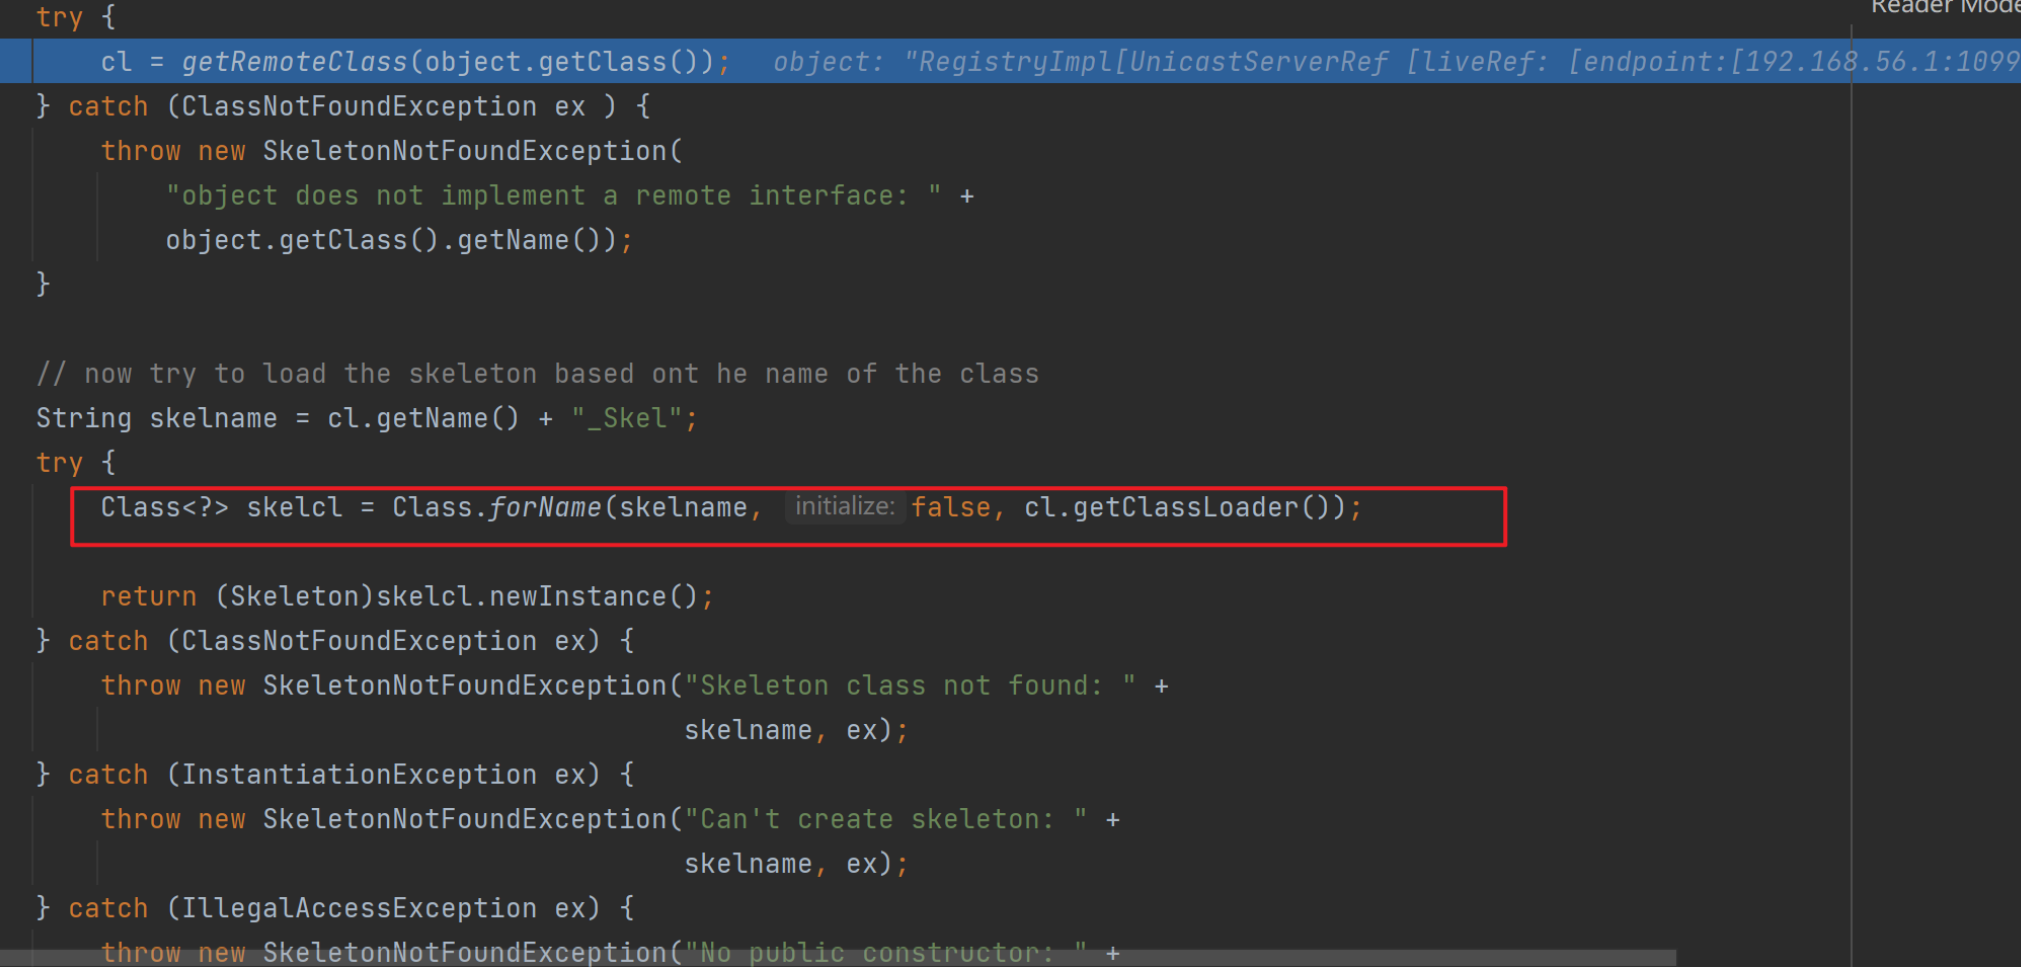 Reader Mode
try {
cl = getRemoteClass(object.getClass()); object: "RegistryImpl[UnicastServerRef [liveRef: [endpoint:[192.168.56.1:1099
} catch (ClassNotFoundException ex ) {
throw new SkeletonNotFoundException(
"object does not implement a remote interface: " +
object.getClass().getName());
}
// now try to load the skeleton based ont he name of the class
String skelname = cl.getName() + "_Skel";
try {
Class<?> skelcl = Class.forName(skelname, initialize: false, cl.getClassLoader());
return (Skeleton)skelcl.newInstance();
} catch (ClassNotFoundException ex) {
throw new SkeletonNotFoundException("Skeleton class not found: " +
skelname, ex);
} catch (InstantiationException ex) {
throw new SkeletonNotFoundException("Can't create skeleton: " +
skelname, ex);
} catch (IllegalAccessException ex) {
throw new SkeletonNotFoundException("No public constructor: " +